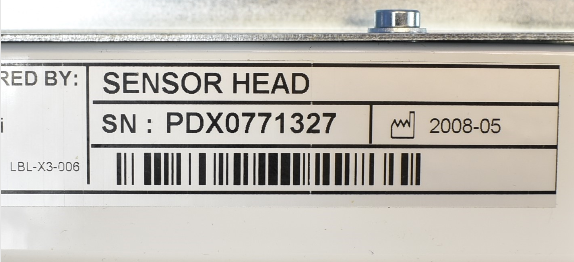 RED BY:
SENSOR HEAD
i
SN : PDX0771327
2008-05
LBL-X3-006